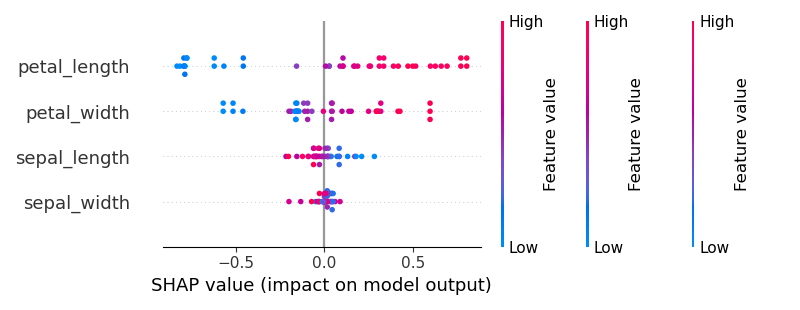 High
High
High
petal_length
petal_width
sepal_length
sepal_width
Feature value
Feature value
Feature value
Low
Low
Low
−0.5
0.0
0.5
SHAP value (impact on model output)